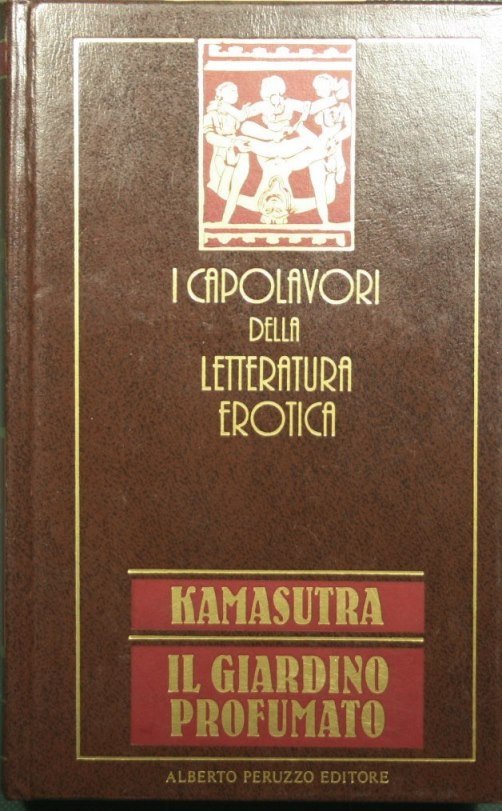 I CAPOLAVORI
DELLA
LETTERATURA
EROTICA
KAMASUTRA
IL GIARDINO
PROFUMATO
ALBERTO PERUZZO EDITORE